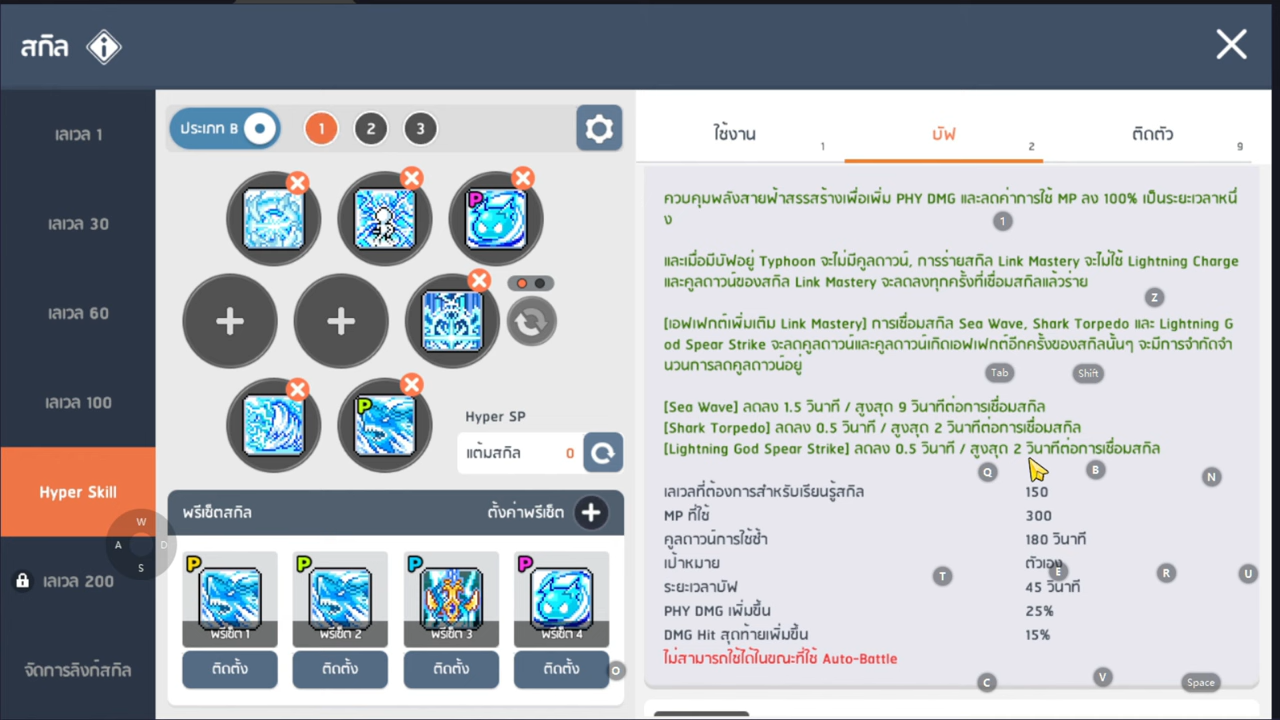 สกิล
เลเวล 1
เลเวล 30
เลเวล 60
เลเวล 100
Hyper Skill
เลเวล 200
จัดการลิงก์สกิล
W
A
D
S
ประเภท B
1
2
3
P
P
Hyper SP
แต้มสกิล 0
พรีเซ็ตสกิล
ตั้งค่าพรีเซ็ต
P
P
P
P
พรีเซ็ต 1
พรีเซ็ต 2
พรีเซ็ต 3
พรีเซ็ต 4
ติดตั้ง
ติดตั้ง
ติดตั้ง
ติดตั้ง
O
ใช้งาน 1
บัฟ 2
ติดตัว 9
ควบคุมพลังสายฟ้าสรรสร้างเพื่อเพิ่ม PHY DMG และลดค่าการใช้ MP ลง 100% เป็นระยะเวลาหนึ่
ง
1
และเมื่อมีบัฟอยู่ Typhoon จะไม่มีคูลดาวน์, การร่ายสกิล Link Mastery จะไม่ใช้ Lightning Charge
และคูลดาวน์ของสกิล Link Mastery จะลดลงทุกครั้งที่เชื่อมสกิลแล้วร่าย
Z
[เอฟเฟกต์เพิ่มเติม Link Mastery] การเชื่อมสกิล Sea Wave, Shark Torpedo และ Lightning G
od Spear Strike จะลดคูลดาวน์และคูลดาวน์เกิดเอฟเฟกต์อีกครั้งของสกิลนั้นๆ จะมีการจำกัดจำ
นวนการลดคูลดาวน์อยู่
Tab
Shift
[Sea Wave] ลดลง 1.5 วินาที / สูงสุด 9 วินาทีต่อการเชื่อมสกิล
[Shark Torpedo] ลดลง 0.5 วินาที / สูงสุด 2 วินาทีต่อการเชื่อมสกิล
[Lightning God Spear Strike] ลดลง 0.5 วินาที / สูงสุด 2 วินาทีต่อการเชื่อมสกิล
Q
B
N
เลเวลที่ต้องการสำหรับเรียนรู้สกิล 150
MP ที่ใช้ 300
คูลดาวน์การใช้ซ้ำ 180 วินาที
เป้าหมาย ตัวเอง
T
E
R
U
ระยะเวลาบัฟ 45 วินาที
PHY DMG เพิ่มขึ้น 25%
DMG Hit สุดท้ายเพิ่มขึ้น 15%
ไม่สามารถใช้ได้ในขณะที่ใช้ Auto-Battle
C
V
Space